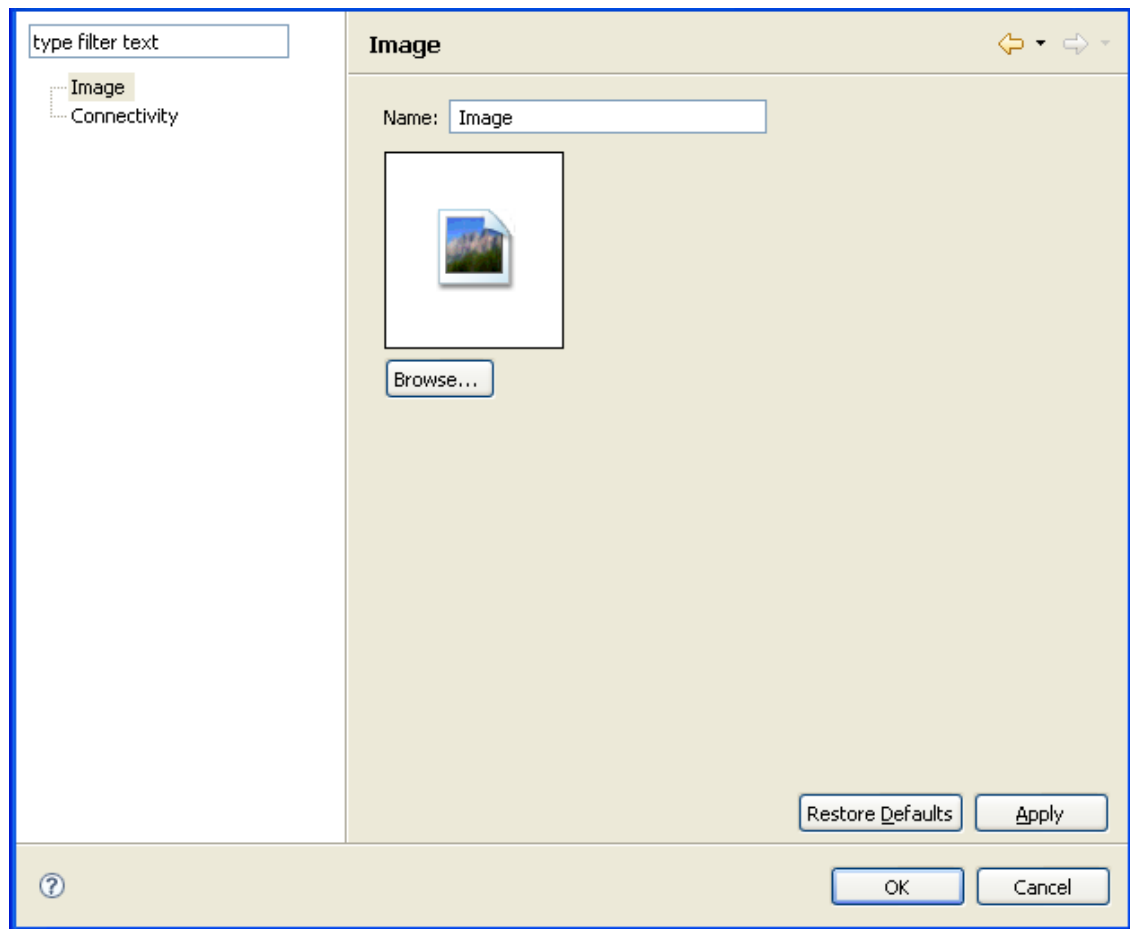 type filter text
Image
Connectivity
Image
Name: Image
Browse...
Restore Defaults Apply
? OK Cancel